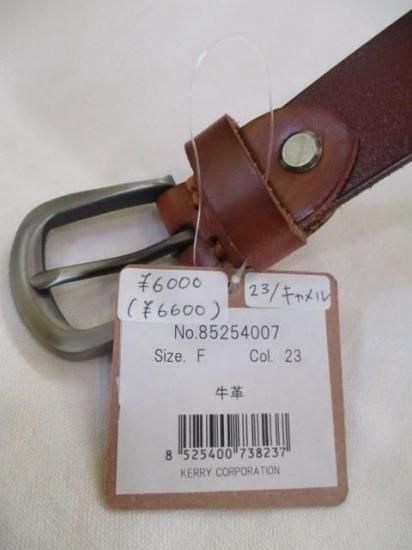 ¥6000
(¥6600)
23/キャメル
No.85254007
Size. F Col. 23
牛革
8 525400 738237
KERRY CORPORATION